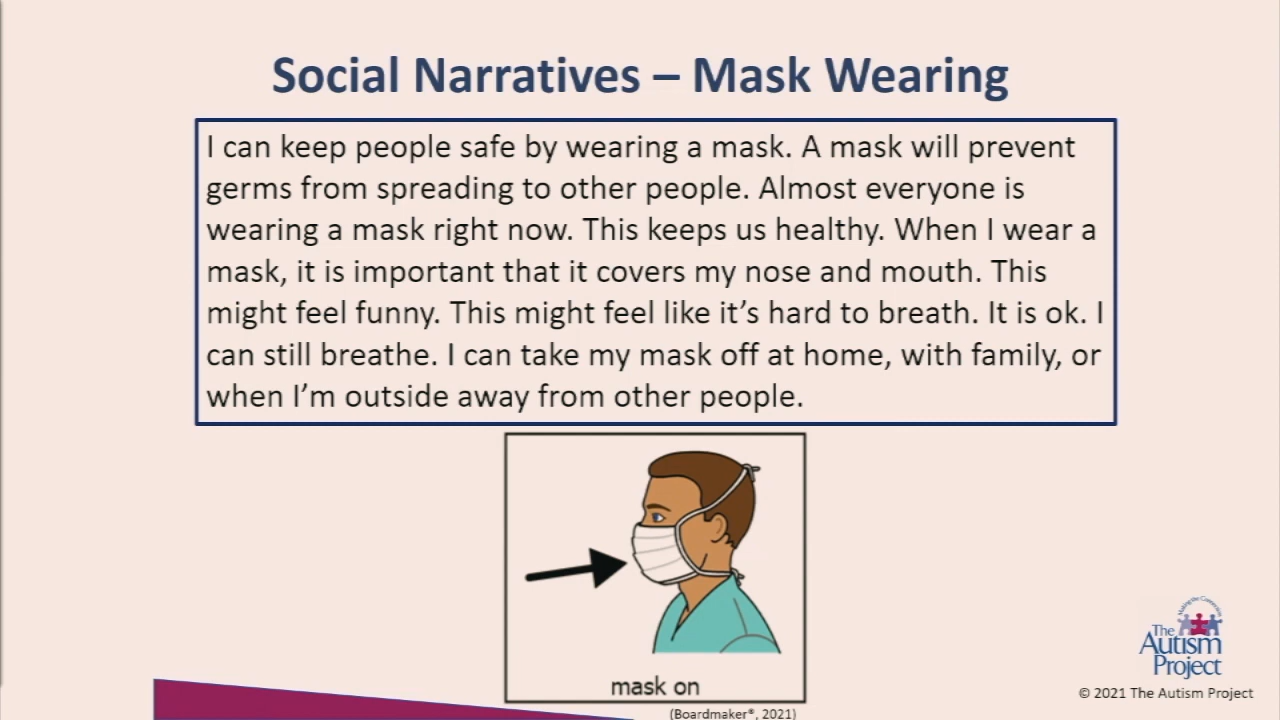 Social Narratives – Mask Wearing
I can keep people safe by wearing a mask. A mask will prevent
germs from spreading to other people. Almost everyone is
wearing a mask right now. This keeps us healthy. When I wear a
mask, it is important that it covers my nose and mouth. This
might feel funny. This might feel like it’s hard to breath. It is ok. I
can still breathe. I can take my mask off at home, with family, or
when I’m outside away from other people.
mask on
(Boardmaker®, 2021)
Making the Connection
The
Autism
Project
© 2021 The Autism Project